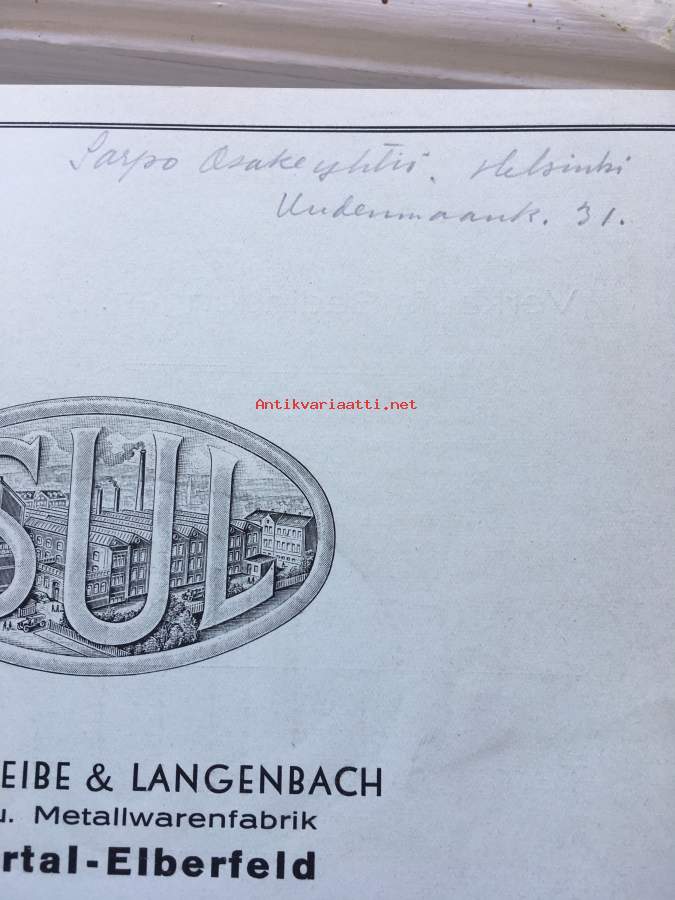 Sarpo Osakeyhtiö. Helsinki
Uudenmaank. 31.
Antikvariaatti.net
SUL
EIBE & LANGENBACH
u. Metallwarenfabrik
rtal-Elberfeld